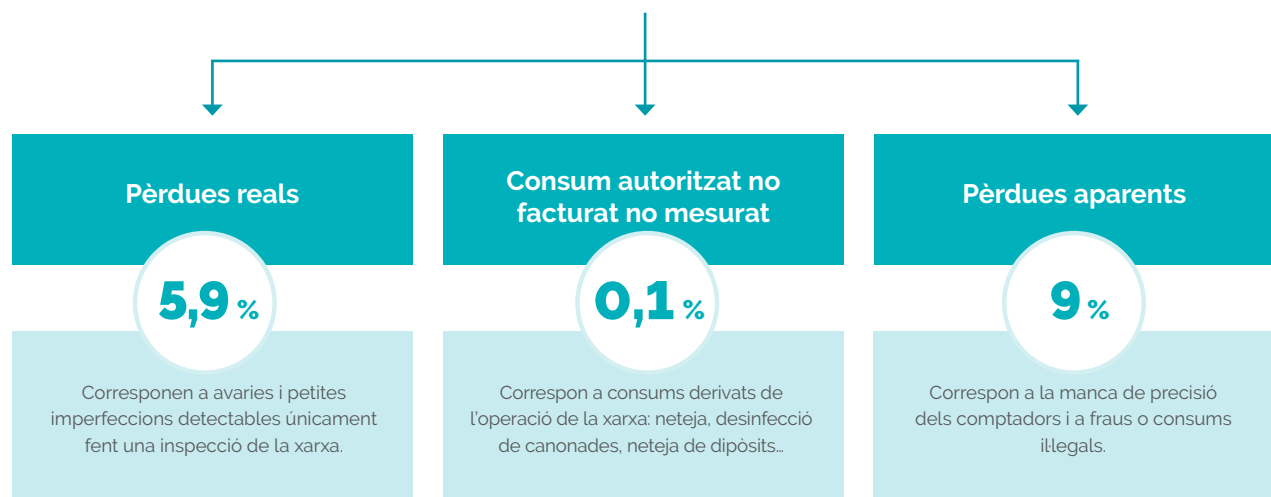 Pèrdues reals
5,9 %
Corresponen a avaries i petites
imperfeccions detectables únicament
fent una inspecció de la xarxa.
Consum autoritzat no
facturat no mesurat
0,1 %
Correspon a consums derivats de
l'operació de la xarxa: neteja, desinfecció
de canonades, neteja de dipòsits…
Pèrdues aparents
9 %
Correspon a la manca de precisió
dels comptadors i a fraus o consums
il·legals.